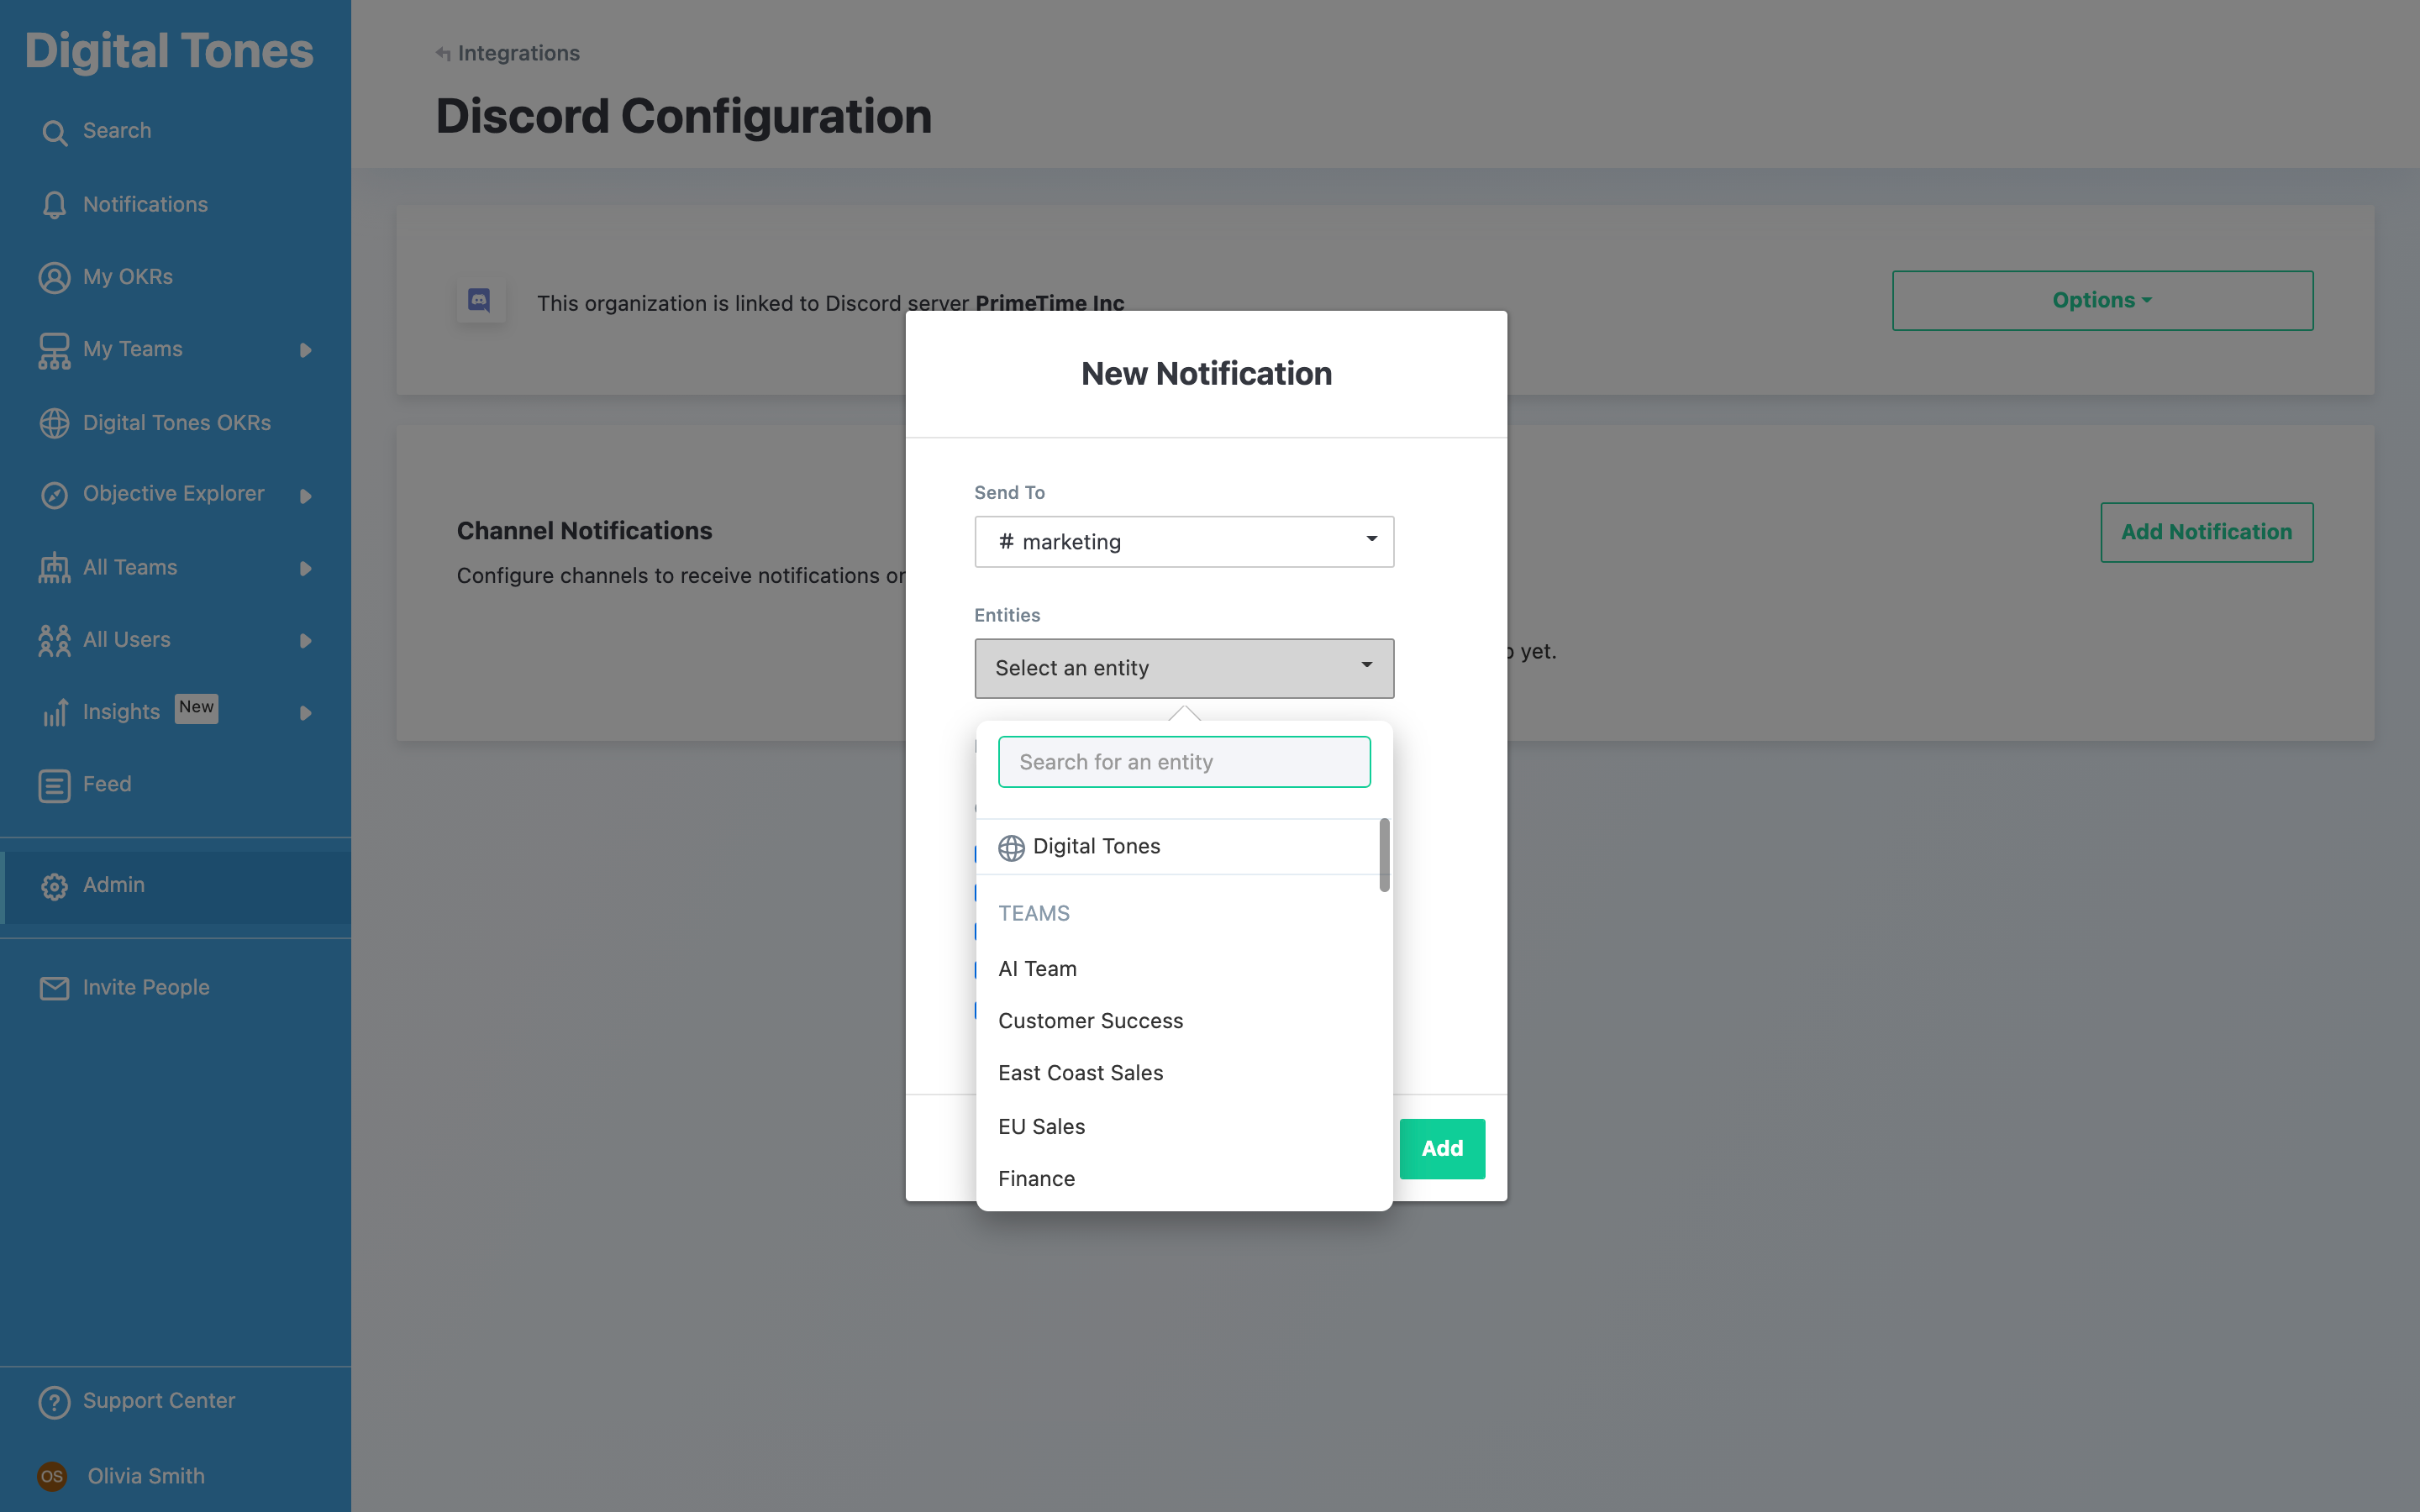 Digital Tones
Search
Notifications
My OKRs
My Teams
Digital Tones OKRs
Objective Explorer
All Teams
All Users
Insights New
Feed
Admin
Invite People
Support Center
OS Olivia Smith
Integrations
Discord Configuration
This organization is linked to Discord server PrimeTime Inc
Options
Channel Notifications
Configure channels to receive notifications
Add Notification
yet.
New Notification
Send To
# marketing
Entities
Select an entity
Search for an entity
Digital Tones
TEAMS
AI Team
Customer Success
East Coast Sales
EU Sales
Finance
Add